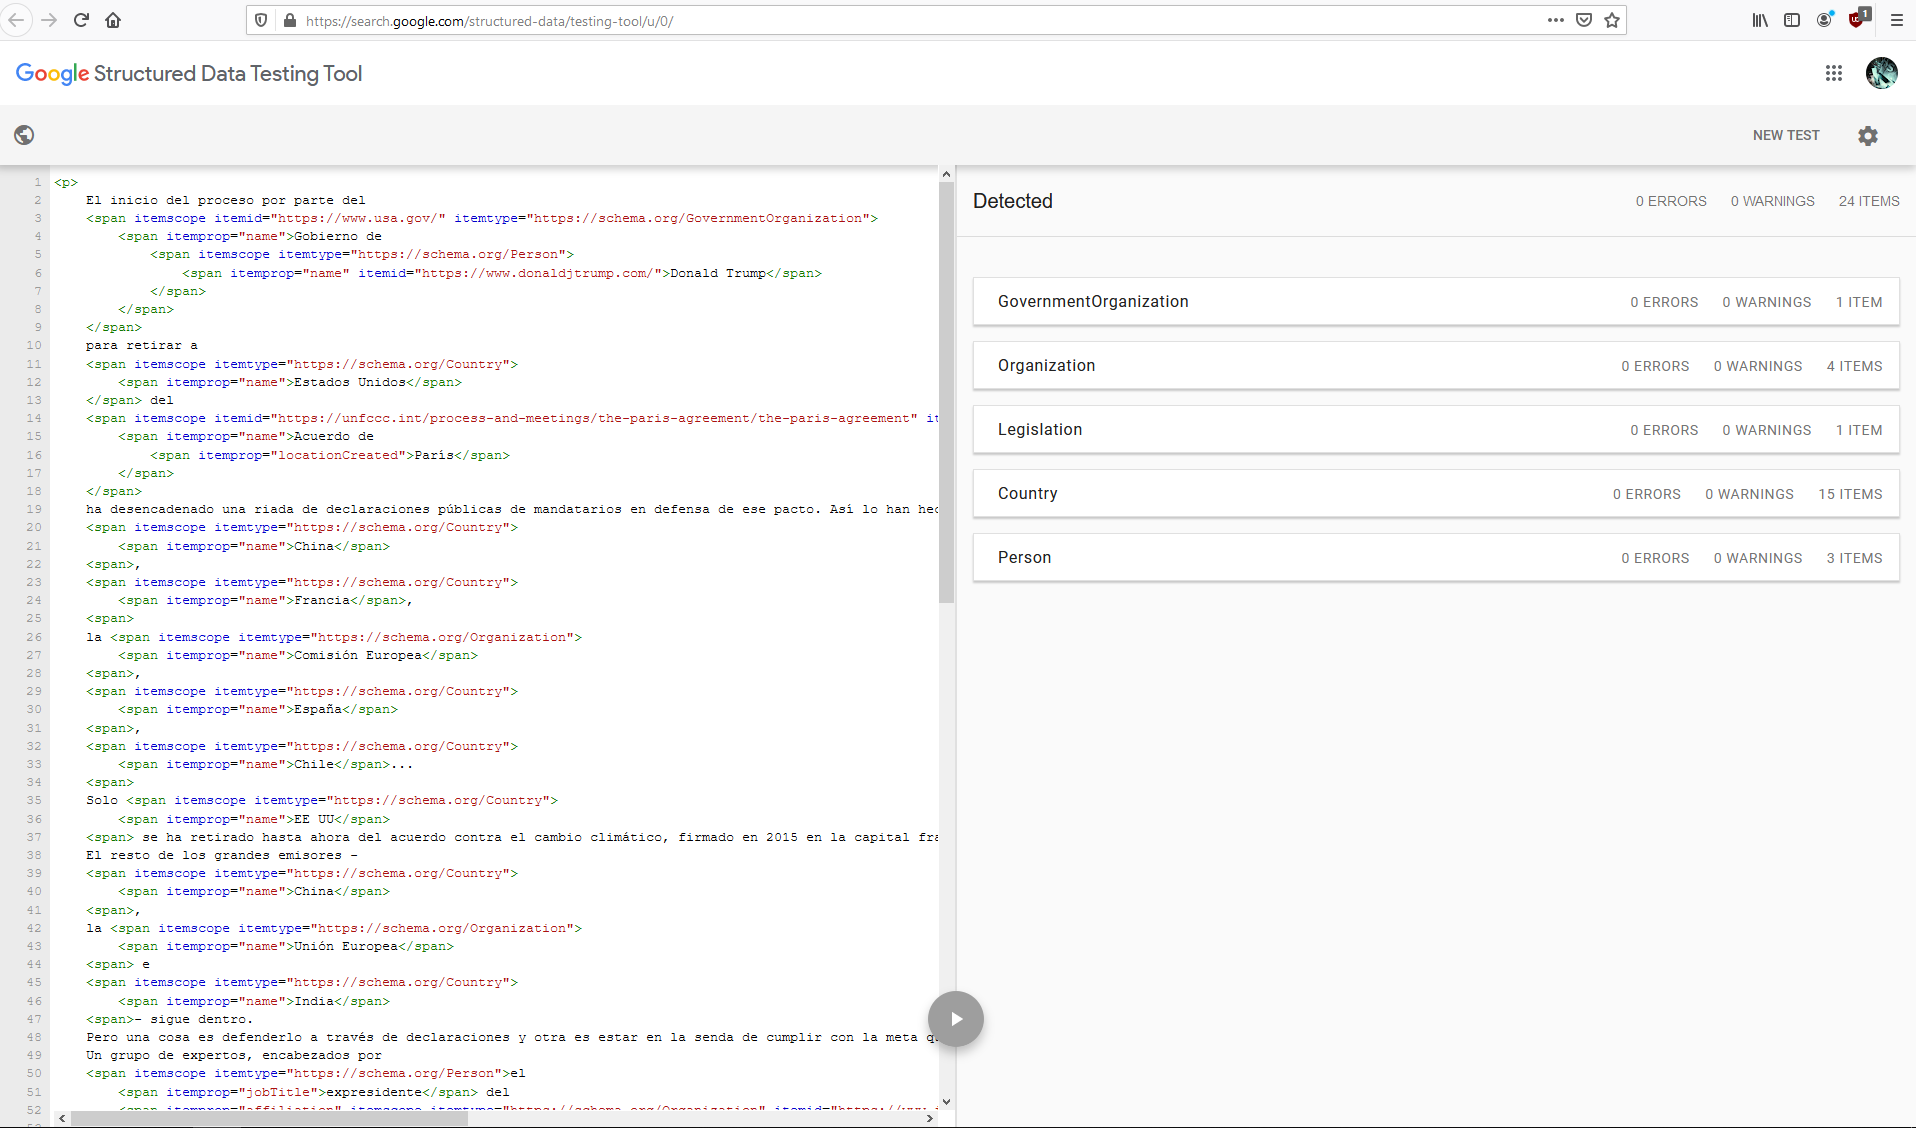 https://search.google.com/structured-data/testing-tool/u/0/
1
Google Structured Data Testing Tool
NEW TEST
1 <p>
2 El inicio del proceso por parte del
3 <span itemscope itemid="https://www.usa.gov/" itemtype="https://schema.org/GovernmentOrganization">
4 <span itemprop="name">Gobierno de
5 <span itemscope itemtype="https://schema.org/Person">
6 <span itemprop="name" itemid="https://www.donaldjtrump.com/">Donald Trump</span>
7 </span>
8 </span>
9 </span>
10 para retirar a
11 <span itemscope itemtype="https://schema.org/Country">
12 <span itemprop="name">Estados Unidos</span>
13 </span> del
14 <span itemscope itemid="https://unfccc.int/process-and-meetings/the-paris-agreement/the-paris-agreement" it
15 <span itemprop="name">Acuerdo de
16 <span itemprop="locationCreated">París</span>
17 </span>
18 </span>
19 ha desencadenado una riada de declaraciones públicas de mandatarios en defensa de ese pacto. Así lo han hec
20 <span itemscope itemtype="https://schema.org/Country">
21 <span itemprop="name">China</span>
22 <span>,
23 <span itemscope itemtype="https://schema.org/Country">
24 <span itemprop="name">Francia</span>,
25 <span>
26 la <span itemscope itemtype="https://schema.org/Organization">
27 <span itemprop="name">Comisión Europea</span>
28 <span>,
29 <span itemscope itemtype="https://schema.org/Country">
30 <span itemprop="name">España</span>
31 <span>,
32 <span itemscope itemtype="https://schema.org/Country">
33 <span itemprop="name">Chile</span>...
34 <span>
35 Solo <span itemscope itemtype="https://schema.org/Country">
36 <span itemprop="name">EE UU</span>
37 <span> se ha retirado hasta ahora del acuerdo contra el cambio climático, firmado en 2015 en la capital fra
38 El resto de los grandes emisores -
39 <span itemscope itemtype="https://schema.org/Country">
40 <span itemprop="name">China</span>
41 <span>,
42 la <span itemscope itemtype="https://schema.org/Organization">
43 <span itemprop="name">Unión Europea</span>
44 <span> e
45 <span itemscope itemtype="https://schema.org/Country">
46 <span itemprop="name">India</span>
47 <span>- sigue dentro.
48 Pero una cosa es defenderlo a través de declaraciones y otra es estar en la senda de cumplir con la meta qu
49 Un grupo de expertos, encabezados por
50 <span itemscope itemtype="https://schema.org/Person">el
51 <span itemprop="jobTitle">expresidente</span> del
52 <span itemprop="affiliation" itemscope itemtype="https://schema.org/Organization" itemid="https://www.
Detected 0 ERRORS 0 WARNINGS 24 ITEMS
GovernmentOrganization 0 ERRORS 0 WARNINGS 1 ITEM
Organization 0 ERRORS 0 WARNINGS 4 ITEMS
Legislation 0 ERRORS 0 WARNINGS 1 ITEM
Country 0 ERRORS 0 WARNINGS 15 ITEMS
Person 0 ERRORS 0 WARNINGS 3 ITEMS